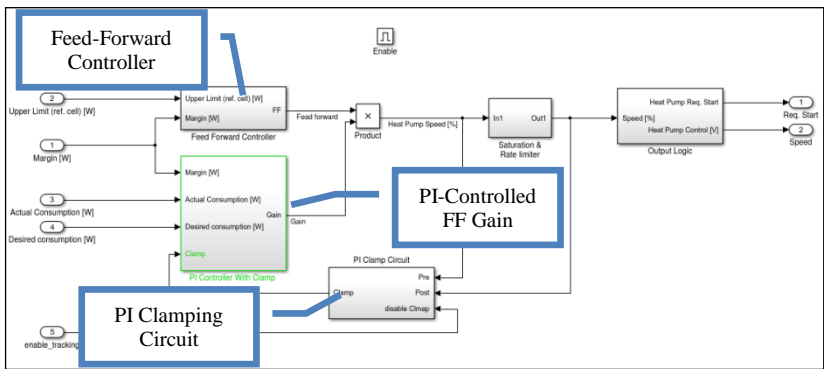 Feed-Forward
Controller
Enable
2
Upper Limit (ref. cell) [W]
1
Margin [W]
Upper Limit (ref. cell) [W]
FF
Margin [W]
Feed Forward Controller
Fead forward
×
Product
Heat Pump Speed [%]
In1
Out1
Saturation &
Rate limiter
Heat Pump Req. Start
Speed [%]
Heat Pump Control [V]
Output Logic
1
Req. Start
2
Speed
3
Actual Consumption [W]
4
Desired consumption [W]
Margin [W]
Actual Consumption [W]
Gain
Desired consumption [W]
Clamp
PI Controller With Clamp
Gain
PI-Controlled
FF Gain
PI Clamp Circuit
Pre
Clamp
Post
disable Clmap
PI Clamping
Circuit
5
enable_tracking